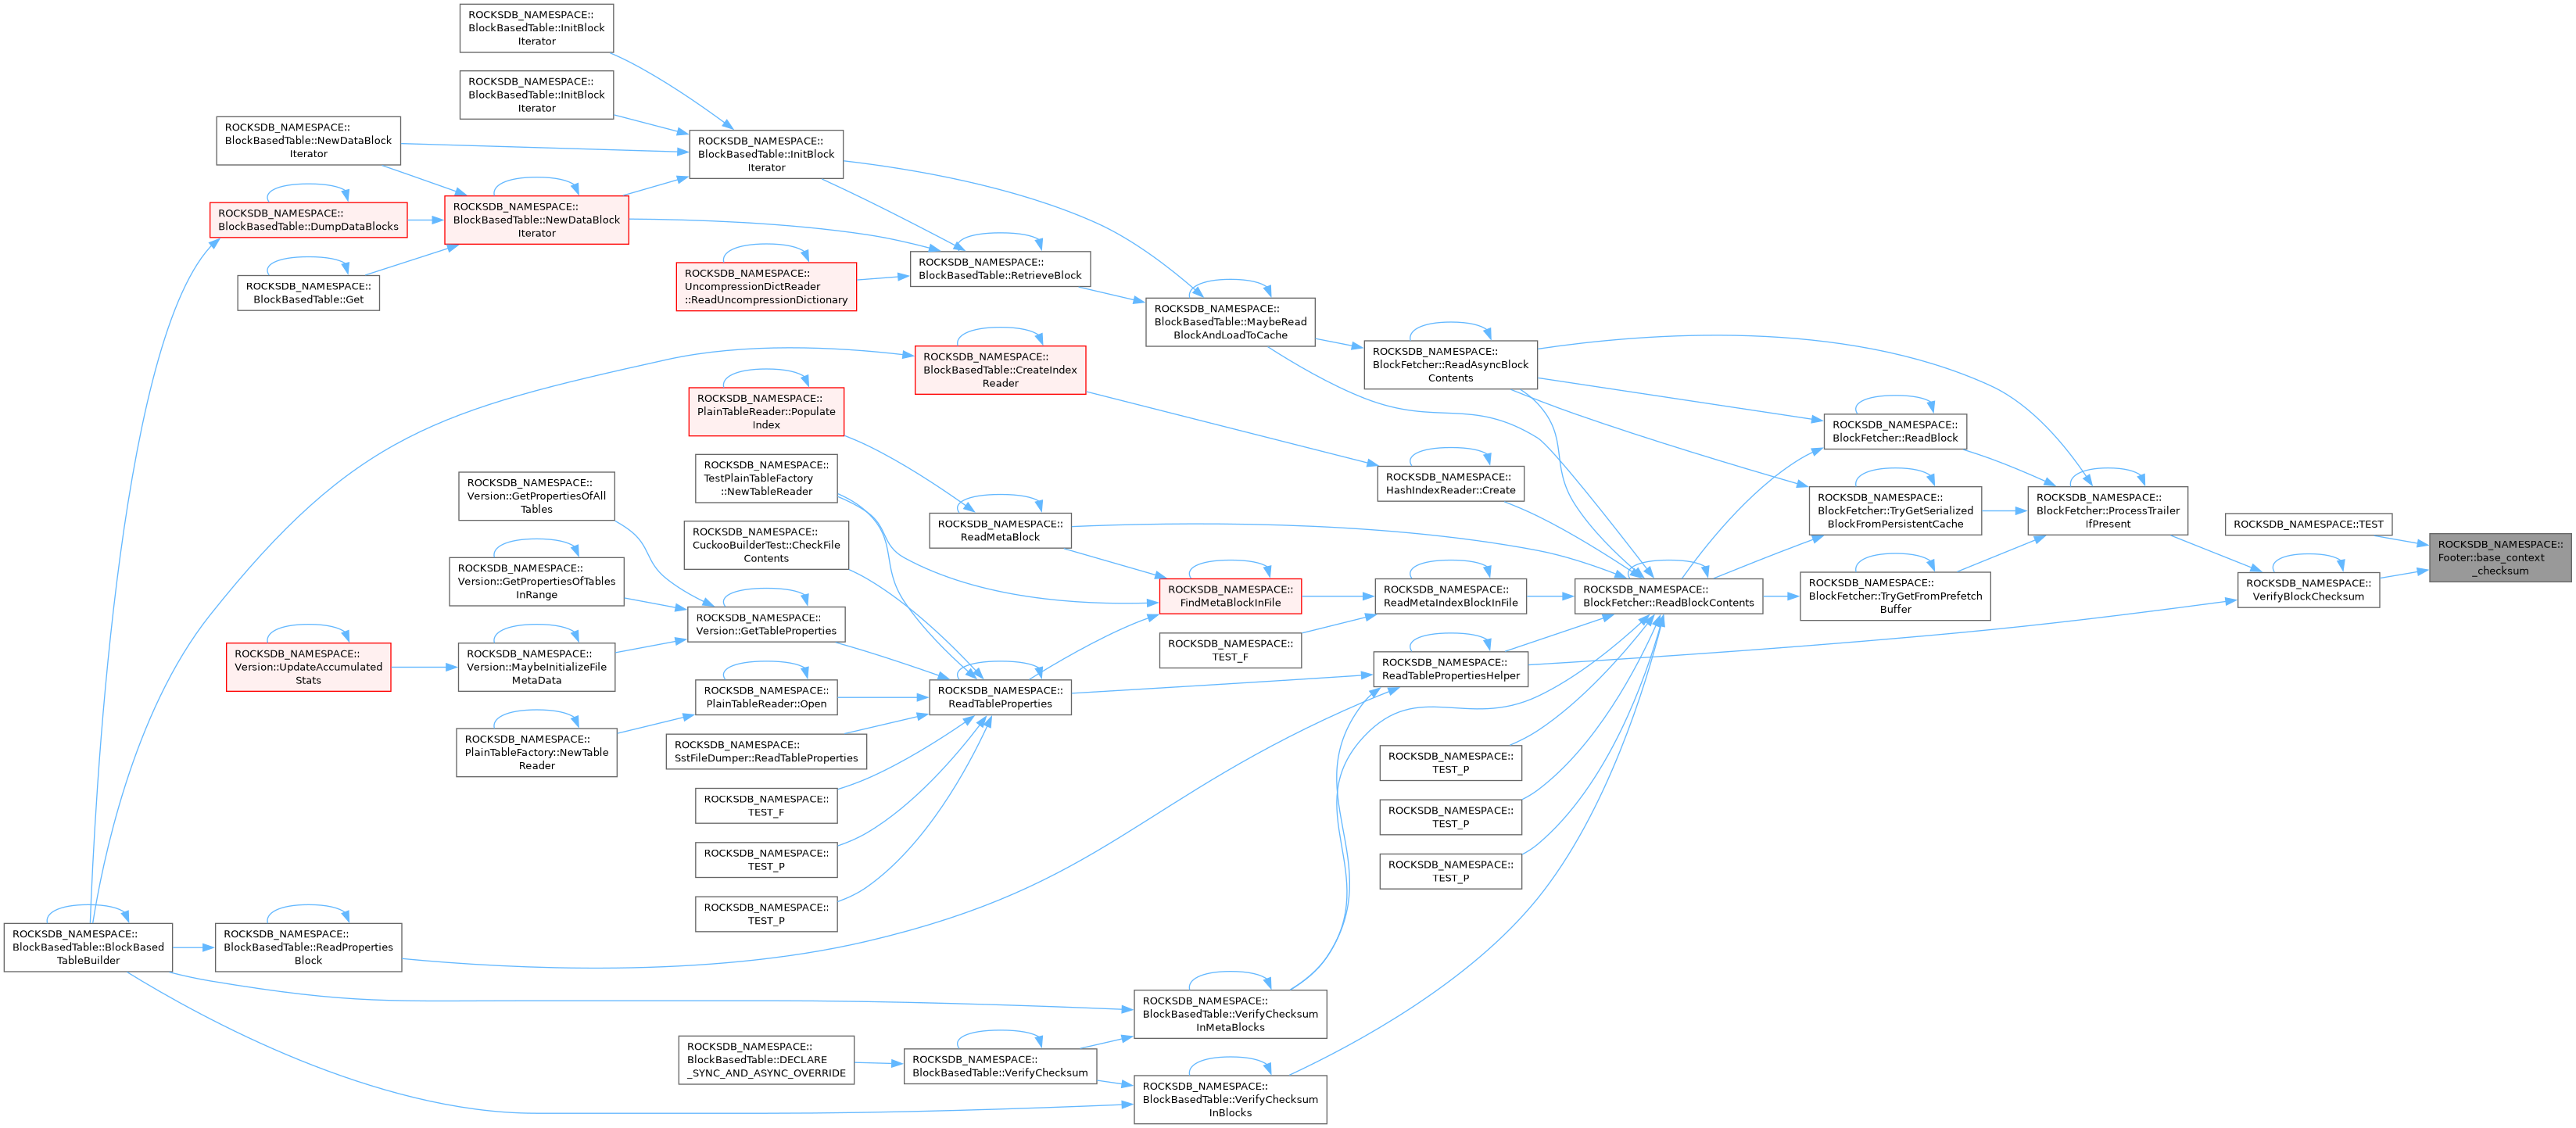 ROCKSDB_NAMESPACE::
BlockBasedTable::InitBlock
Iterator
ROCKSDB_NAMESPACE::
BlockBasedTable::InitBlock
Iterator
ROCKSDB_NAMESPACE::
BlockBasedTable::NewDataBlock
Iterator
ROCKSDB_NAMESPACE::
BlockBasedTable::InitBlock
Iterator
ROCKSDB_NAMESPACE::
BlockBasedTable::DumpDataBlocks
ROCKSDB_NAMESPACE::
BlockBasedTable::NewDataBlock
Iterator
ROCKSDB_NAMESPACE::
BlockBasedTable::Get
ROCKSDB_NAMESPACE::
UncompressionDictReader
::ReadUncompressionDictionary
ROCKSDB_NAMESPACE::
BlockBasedTable::RetrieveBlock
ROCKSDB_NAMESPACE::
BlockBasedTable::MaybeRead
BlockAndLoadToCache
ROCKSDB_NAMESPACE::
BlockBasedTable::CreateIndex
Reader
ROCKSDB_NAMESPACE::
BlockFetcher::ReadAsyncBlock
Contents
ROCKSDB_NAMESPACE::
PlainTableReader::Populate
Index
ROCKSDB_NAMESPACE::
BlockFetcher::ReadBlock
ROCKSDB_NAMESPACE::
TestPlainTableFactory
::NewTableReader
ROCKSDB_NAMESPACE::
HashIndexReader::Create
ROCKSDB_NAMESPACE::
Version::GetPropertiesOfAll
Tables
ROCKSDB_NAMESPACE::
BlockFetcher::TryGetSerialized
BlockFromPersistentCache
ROCKSDB_NAMESPACE::
BlockFetcher::ProcessTrailer
IfPresent
ROCKSDB_NAMESPACE::
ReadMetaBlock
ROCKSDB_NAMESPACE::TEST
ROCKSDB_NAMESPACE::
CuckooBuilderTest::CheckFile
Contents
ROCKSDB_NAMESPACE::
Footer::base_context
_checksum
ROCKSDB_NAMESPACE::
Version::GetPropertiesOfTables
InRange
ROCKSDB_NAMESPACE::
FindMetaBlockInFile
ROCKSDB_NAMESPACE::
ReadMetaIndexBlockInFile
ROCKSDB_NAMESPACE::
BlockFetcher::ReadBlockContents
ROCKSDB_NAMESPACE::
BlockFetcher::TryGetFromPrefetch
Buffer
ROCKSDB_NAMESPACE::
VerifyBlockChecksum
ROCKSDB_NAMESPACE::
Version::GetTableProperties
ROCKSDB_NAMESPACE::
TEST_F
ROCKSDB_NAMESPACE::
Version::UpdateAccumulated
Stats
ROCKSDB_NAMESPACE::
Version::MaybeInitializeFile
MetaData
ROCKSDB_NAMESPACE::
ReadTablePropertiesHelper
ROCKSDB_NAMESPACE::
PlainTableReader::Open
ROCKSDB_NAMESPACE::
ReadTableProperties
ROCKSDB_NAMESPACE::
PlainTableFactory::NewTable
Reader
ROCKSDB_NAMESPACE::
SstFileDumper::ReadTableProperties
ROCKSDB_NAMESPACE::
TEST_P
ROCKSDB_NAMESPACE::
TEST_F
ROCKSDB_NAMESPACE::
TEST_P
ROCKSDB_NAMESPACE::
TEST_P
ROCKSDB_NAMESPACE::
TEST_P
ROCKSDB_NAMESPACE::
TEST_P
ROCKSDB_NAMESPACE::
BlockBasedTable::BlockBased
TableBuilder
ROCKSDB_NAMESPACE::
BlockBasedTable::ReadProperties
Block
ROCKSDB_NAMESPACE::
BlockBasedTable::VerifyChecksum
InMetaBlocks
ROCKSDB_NAMESPACE::
BlockBasedTable::DECLARE
_SYNC_AND_ASYNC_OVERRIDE
ROCKSDB_NAMESPACE::
BlockBasedTable::VerifyChecksum
ROCKSDB_NAMESPACE::
BlockBasedTable::VerifyChecksum
InBlocks